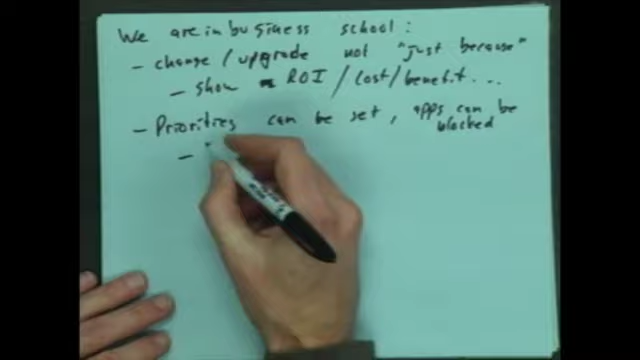 We are in business school:
- change/upgrade not "just because"
- show ROI/cost/benefit...
- Priorities can be set, apps can be
blocked
-